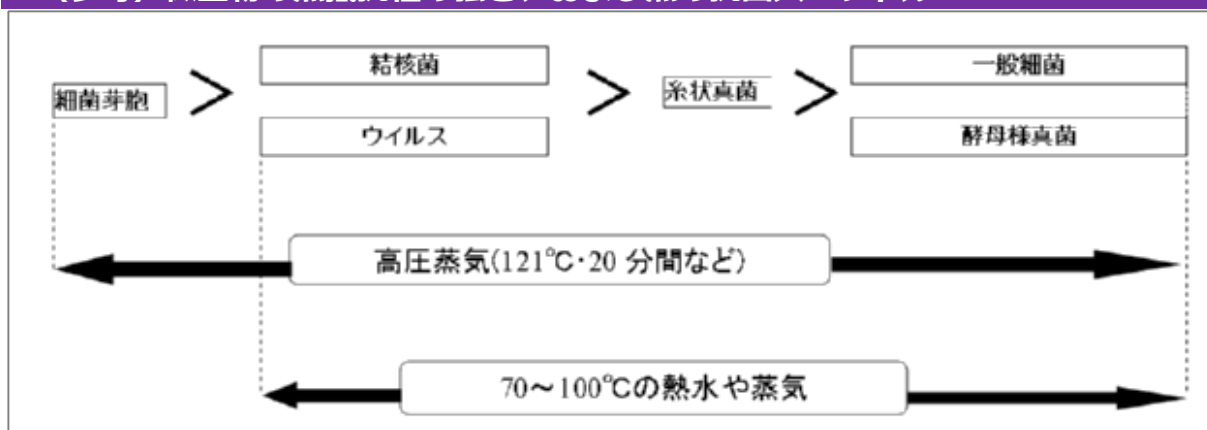 細菌芽胞
>
結核菌
ウイルス
>
糸状真菌
>
一般細菌
酵母様真菌
高圧蒸気(121℃・20 分間など)
70～100℃の熱水や蒸気